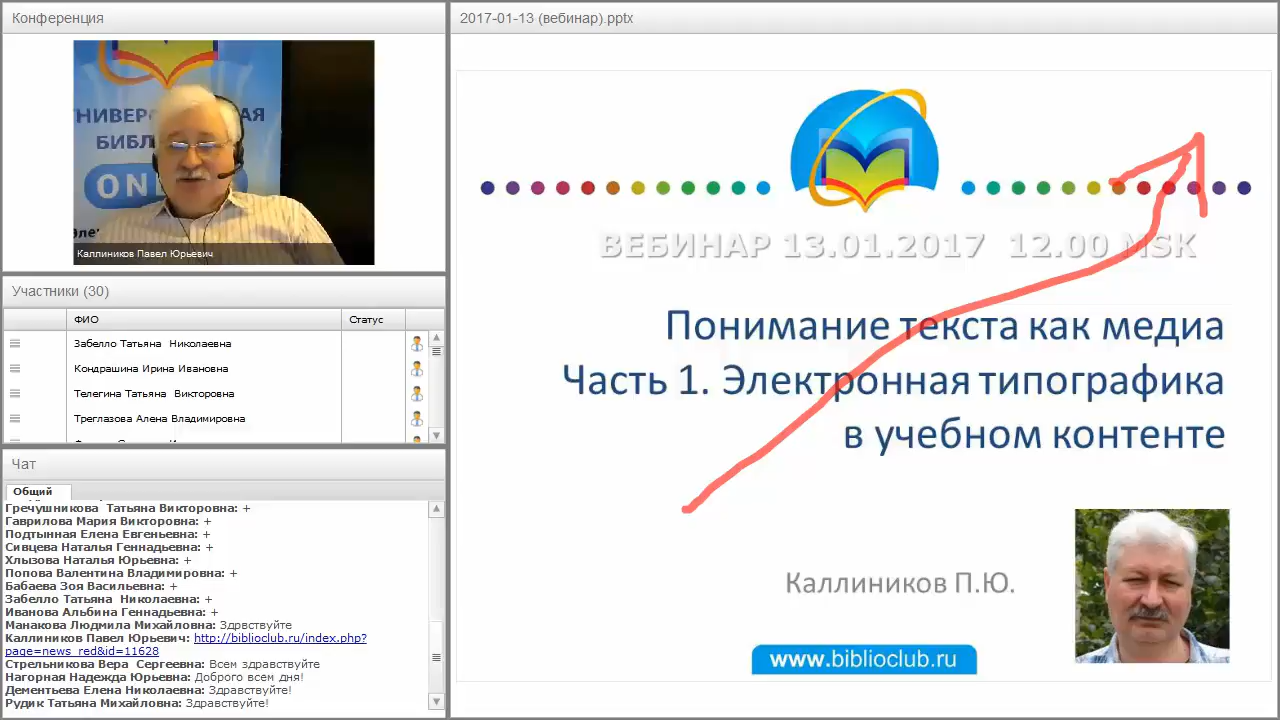 Конференция
НИВЕР
НАЯ
БИБЛ
ON
Каллиников Павел Юрьевич
Участники (30)
ФИО
Статус
Забелло Татьяна Николаевна
Кондрашина Ирина Ивановна
Телегина Татьяна Викторовна
Треглазова Алена Владимировна
Чат
Общий
Гречушникова Татьяна Викторовна: +
Гаврилова Мария Викторовна: +
Подтынная Елена Евгеньевна: +
Сивцева Наталья Геннадьевна: +
Хлызова Наталья Юрьевна: +
Попова Валентина Владимировна: +
Бабаева Зоя Васильевна: +
Забелло Татьяна Николаевна: +
Иванова Альбина Геннадьевна: +
Манакова Людмила Михайловна: Здрвствуйте
Каллиников Павел Юрьевич: http://biblioclub.ru/index.php?
page=news_red&id=11628
Стрельникова Вера Сергеевна: Всем здравствуйте
Нагорная Надежда Юрьевна: Доброго всем дня!
Дементьева Елена Николаевна: Здравствуйте!
Рудик Татьяна Михайловна: Здравствуйте!
2017-01-13 (вебинар).pptx
ВЕБИНАР 13.01.2017 12.00 MSK
Понимание текста как медиа
Часть 1. Электронная типографика
в учебном контенте
Каллиников П.Ю.
www.biblioclub.ru